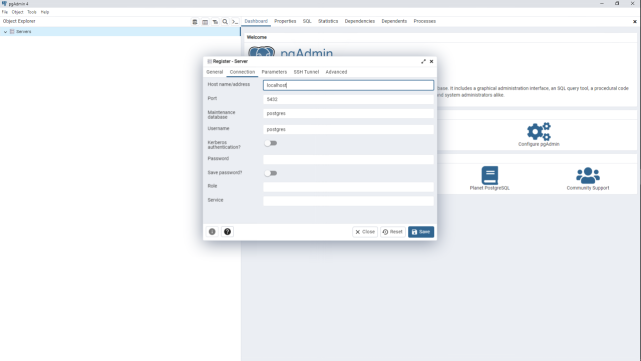 pgAdmin 4
File Object Tools Help
Object Explorer
Dashboard Properties SQL Statistics Dependencies Dependents Processes
Servers
Welcome
pgAdmin
Register - Server
General Connection Parameters SSH Tunnel Advanced
Host name/address localhost
Port 5432
Maintenance database postgres
Username postgres
Kerberos authentication?
Password
Save password?
Role
Service
Close Reset Save
base. It includes a graphical administration interface, an SQL query tool, a procedural code
nd system administrators alike.
Configure pgAdmin
Planet PostgreSQL Community Support